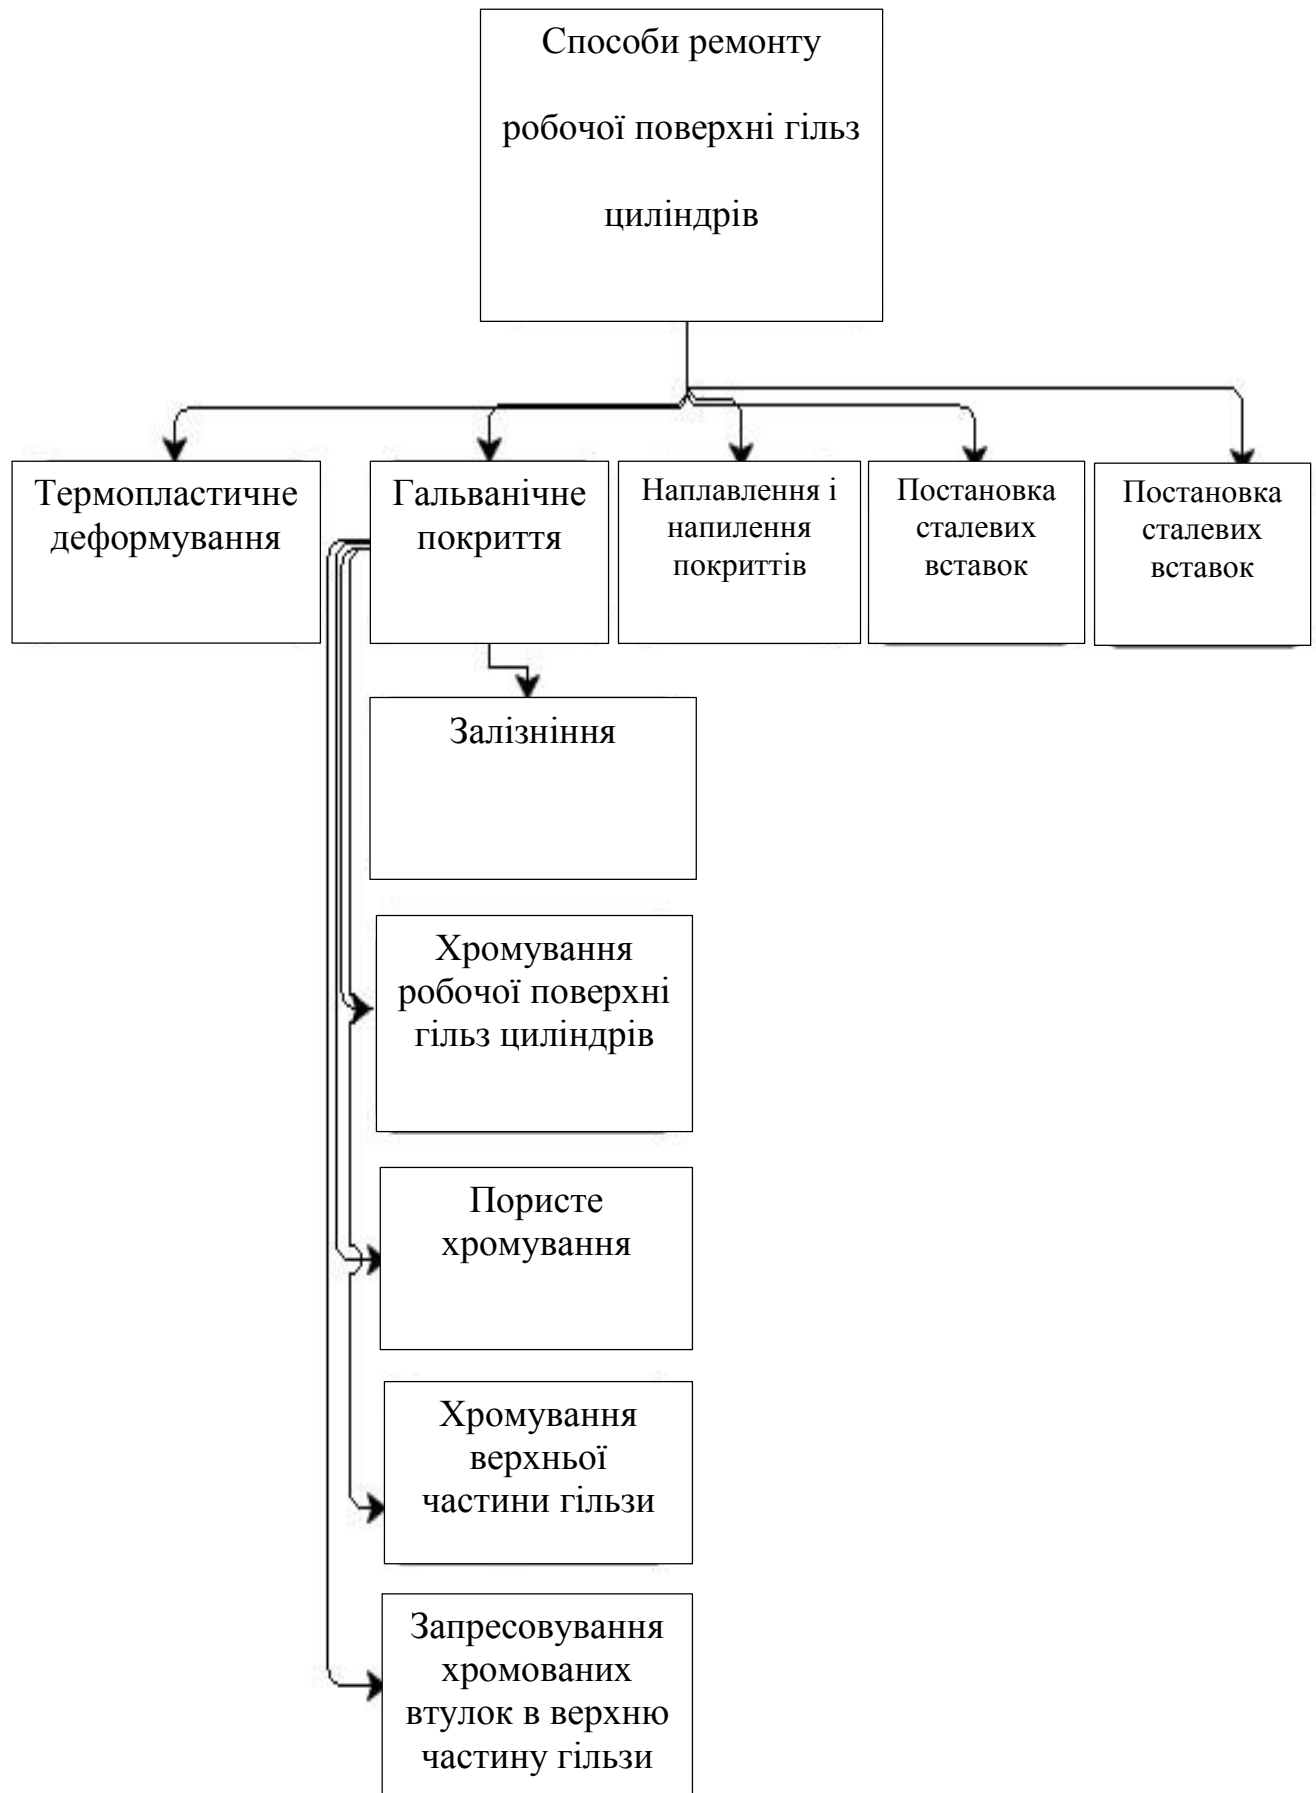 Способи ремонту
робочої поверхні гільз
циліндрів
Термопластичне
деформування
Гальванічне
покриття
Наплавлення і
напилення
покриттів
Постановка
сталевих
вставок
Постановка
сталевих
вставок
Залізніння
Хромування
робочої поверхні
гільз циліндрів
Пористе
хромування
Хромування
верхньої
частини гільзи
Запресовування
хромованих
втулок в верхню
частину гільзи